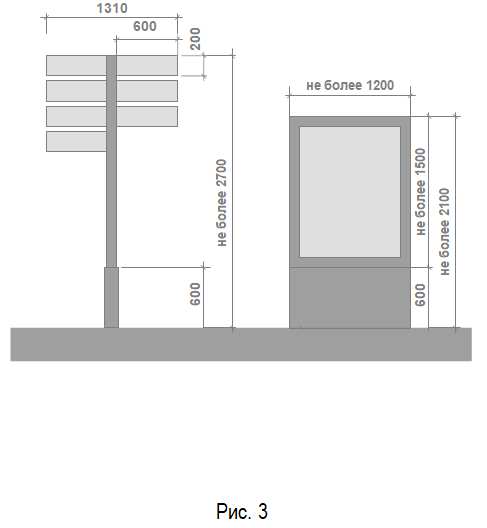 1310
600
200
не более 2700
600
не более 1200
не более 1500
не более 2100
600
Рис. 3